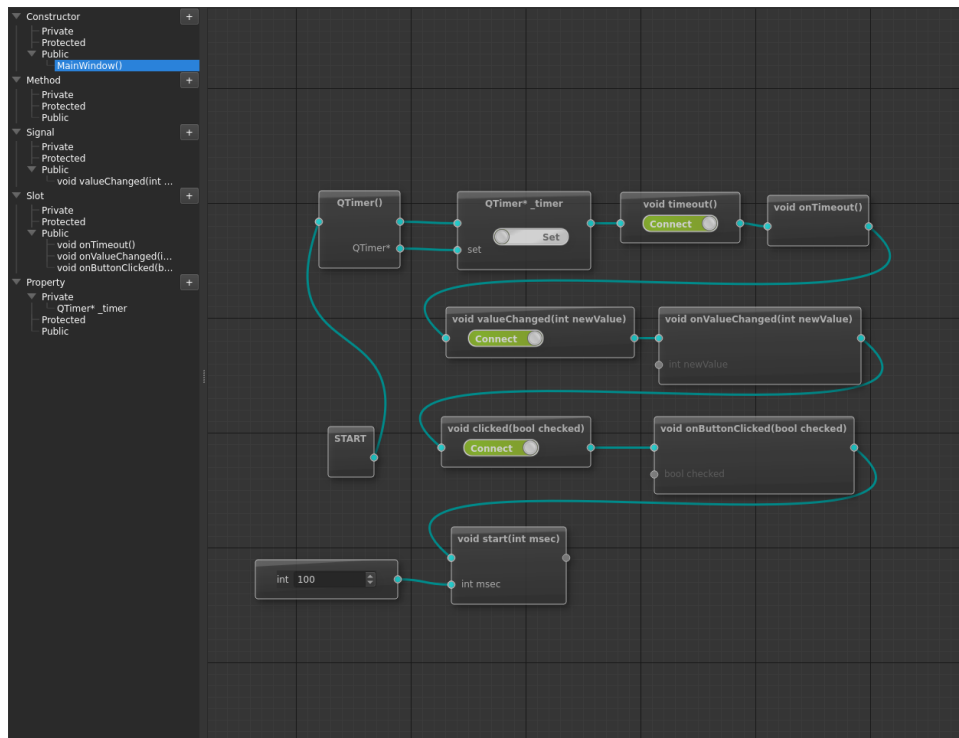 Constructor
+
Private
Protected
Public
MainWindow()
Method
+
Private
Protected
Public
Signal
+
Private
Protected
Public
void valueChanged(int ...
Slot
+
Private
Protected
Public
void onTimeout()
void onValueChanged(i...
void onButtonClicked(b...
Property
+
Private
QTimer* _timer
Protected
Public
QTimer()
QTimer*
QTimer* _timer
Set
set
void timeout()
Connect
void onTimeout()
void valueChanged(int newValue)
Connect
void onValueChanged(int newValue)
int newValue
START
void clicked(bool checked)
Connect
void onButtonClicked(bool checked)
bool checked
void start(int msec)
int msec
int 100